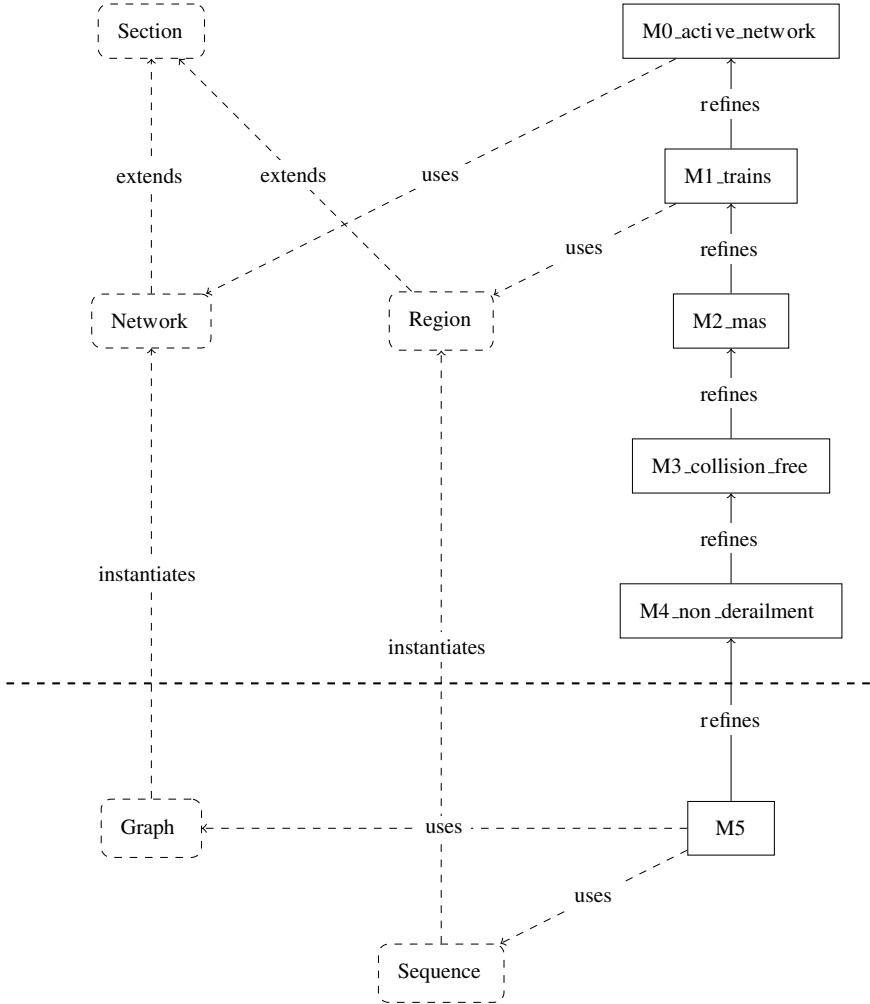 Section
M0_active_network
refines
extends
extends
uses
M1_trains
uses
refines
Network
Region
M2_mas
refines
M3_collision_free
refines
instantiates
M4_non_derailment
instantiates
refines
Graph
uses
M5
uses
Sequence